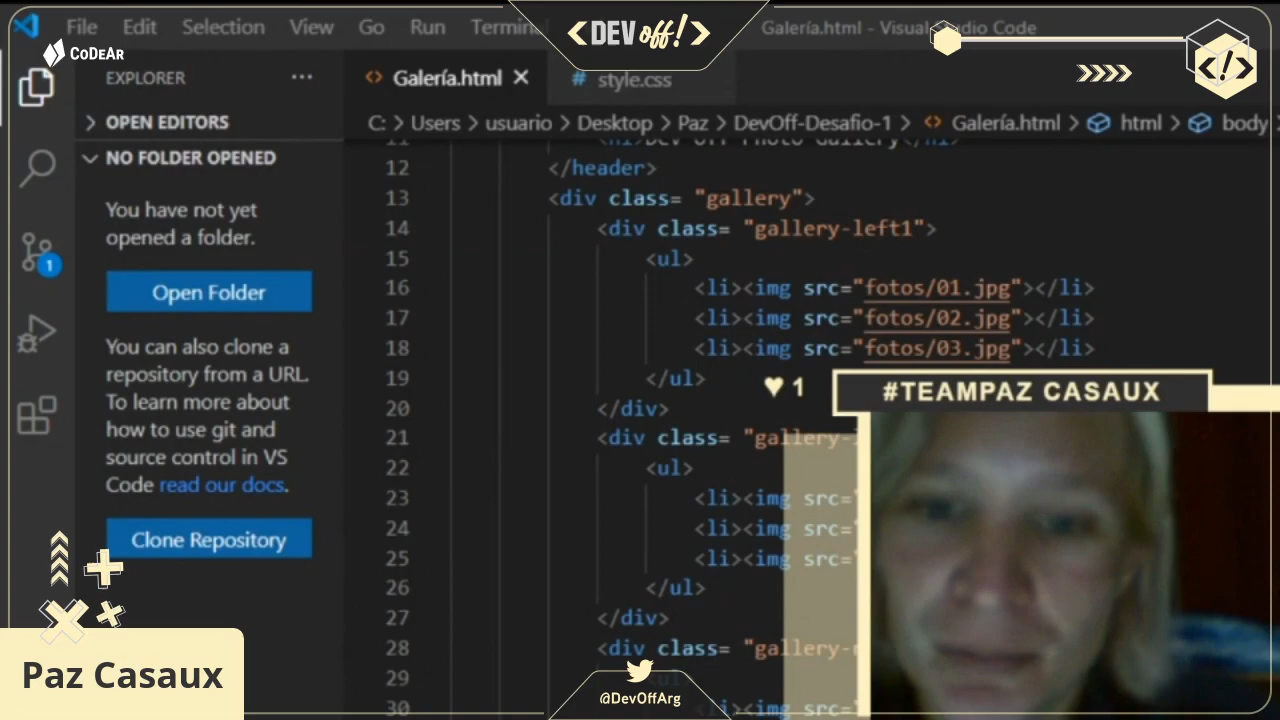 File Edit Selection View Go Run
<DEV off!>
Galería.html - Visual Studio Code
CODEAR
EXPLORER ...
Galería.html ×
# style.css
OPEN EDITORS
C: > Users > usuario > Desktop > Paz > DevOff-Desafio-1 > Galería.html > html > body
NO FOLDER OPENED
You have not yet
opened a folder.
Open Folder
You can also clone a
repository from a URL.
To learn more about
how to use git and
source control in VS
Code read our docs.
Clone Repository
1
12 </header>
13 <div class= "gallery">
14 <div class= "gallery-left1">
15 <ul>
16 <li><img src="fotos/01.jpg"></li>
17 <li><img src="fotos/02.jpg"></li>
18 <li><img src="fotos/03.jpg"></li>
19 </ul>
20 </div>
21 <div class=
22 <ul>
23 <li><img src="
24 <li><img src="
25 <li><img src="
26 </ul>
27 </div>
28 <div class=
29
30 <li><img src="
♥ 1
#TEAMPAZ CASAUX
</>
Paz Casaux
@DevOffArg